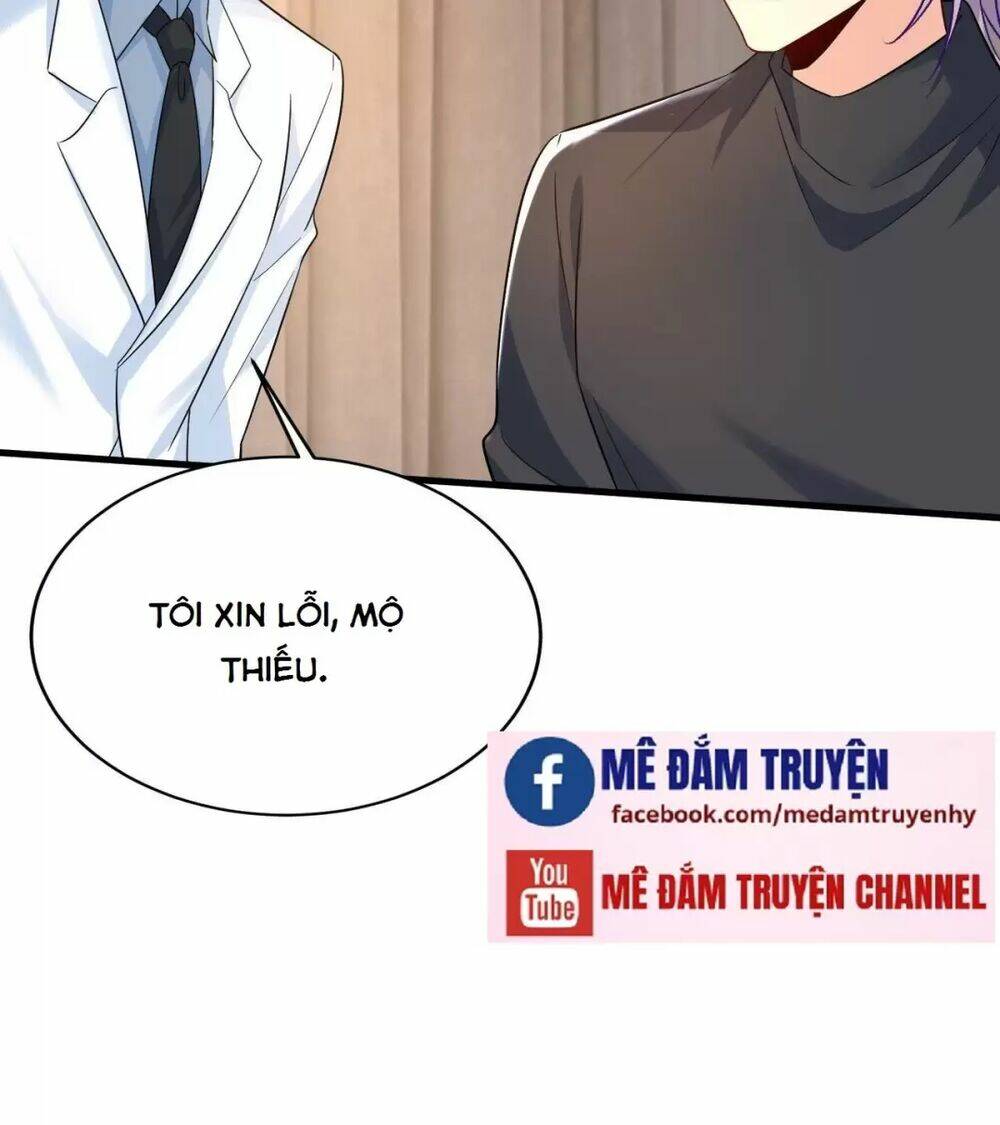 TÔI XIN LỖI, MỘ
THIẾU.
f MÊ ĐẮM TRUYỆN
facebook.com/medamtruyenhy
You
Tube
MÊ ĐẮM TRUYỆN CHANNEL